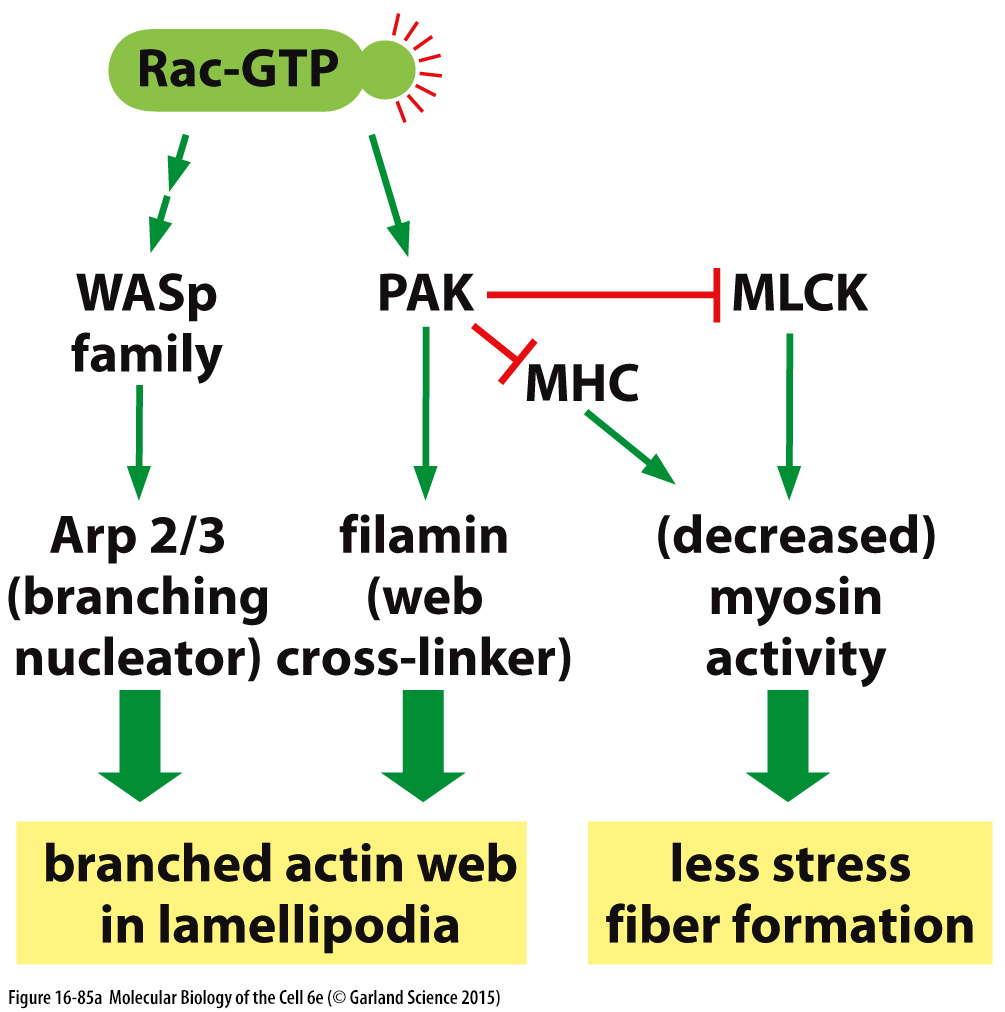 Rac-GTP
WASp
family
PAK
MLCK
MHC
Arp 2/3
(branching
nucleator)
filamin
(web
cross-linker)
(decreased)
myosin
activity
branched actin web
in lamellipodia
less stress
fiber formation
Figure 16-85a Molecular Biology of the Cell 6e (© Garland Science 2015)